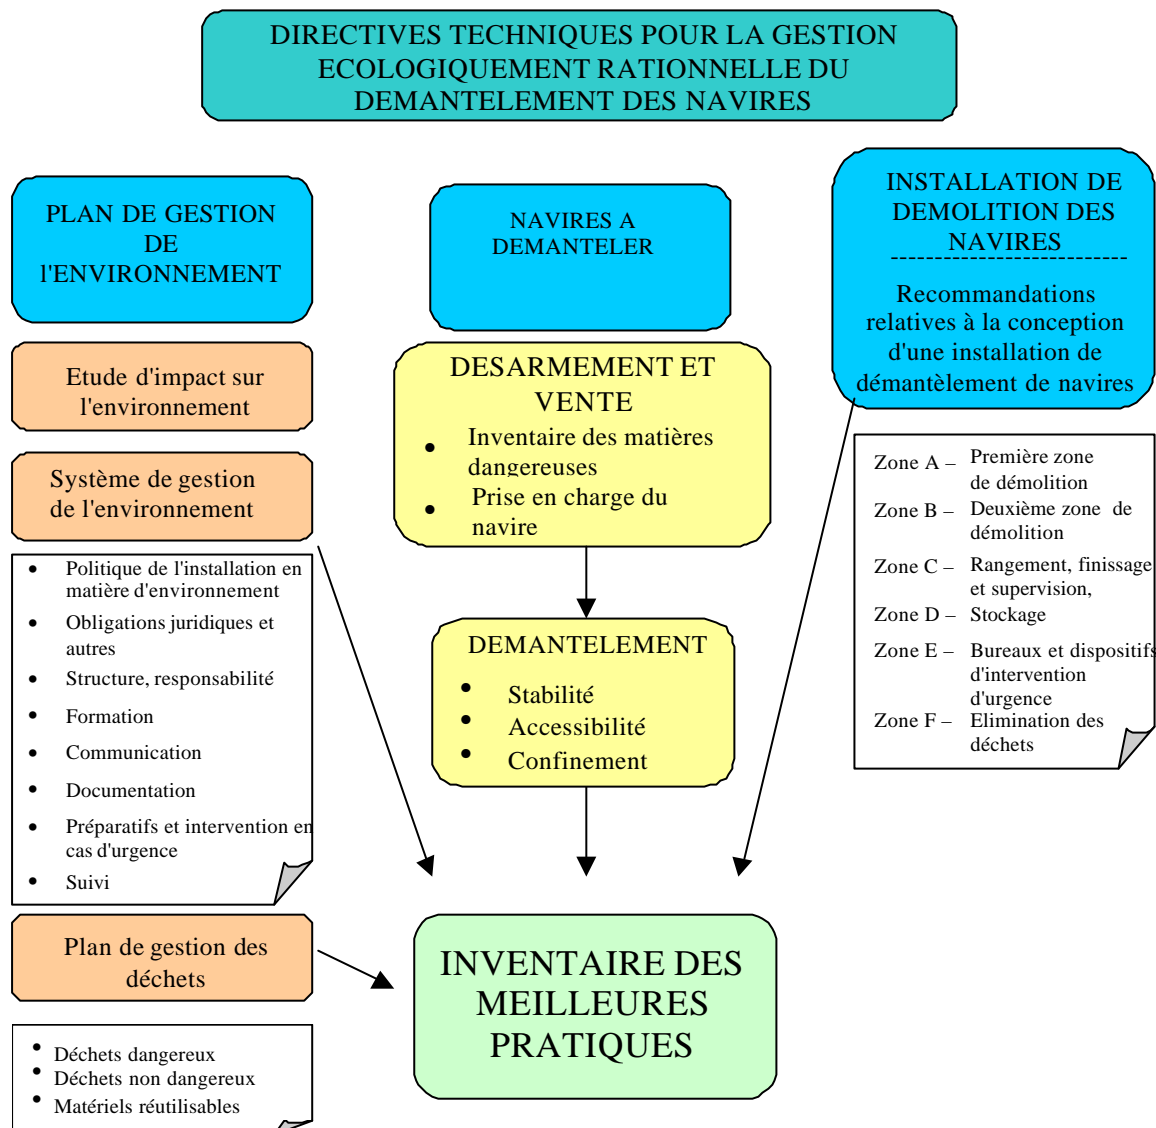 DIRECTIVES TECHNIQUES POUR LA GESTION
ECOLOGIQUEMENT RATIONNELLE DU
DEMANTELEMENT DES NAVIRES
PLAN DE GESTION
DE
l'ENVIRONNEMENT
Etude d'impact sur
l'environnement
Système de gestion
de l'environnement
• Politique de l'installation en
matière d'environnement
• Obligations juridiques et
autres
• Structure, responsabilité
• Formation
• Communication
• Documentation
• Préparatifs et intervention en
cas d'urgence
• Suivi
Plan de gestion des
déchets
• Déchets dangereux
• Déchets non dangereux
• Matériels réutilisables
NAVIRES A
DEMANTELER
DESARMEMENT ET
VENTE
• Inventaire des matières
dangereuses
• Prise en charge du
navire
DEMANTELEMENT
• Stabilité
• Accessibilité
• Confinement
INVENTAIRE DES
MEILLEURES
PRATIQUES
INSTALLATION DE
DEMOLITION DES
NAVIRES
---------------------------
Recommandations
relatives à la conception
d'une installation de
démantèlement de navires
Zone A – Première zone
de démolition
Zone B – Deuxième zone de
démolition
Zone C – Rangement, finissage
et supervision,
Zone D – Stockage
Zone E – Bureaux et dispositifs
d'intervention
d'urgence
Zone F – Elimination des
déchets